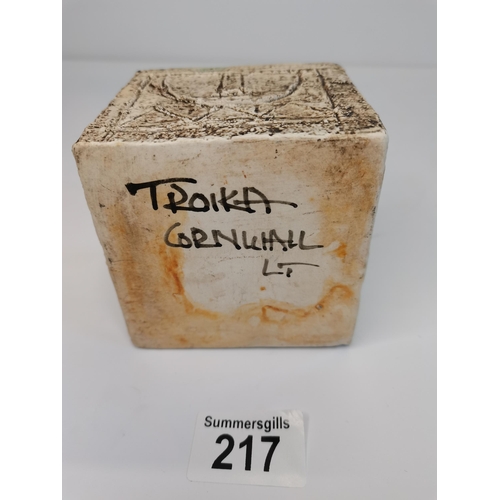 TROIKA
CORNWALL
LT
Summersgills
217